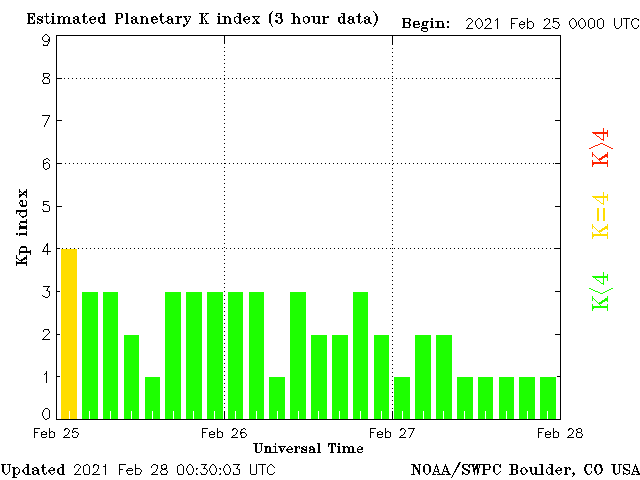 Estimated Planetary K index (3 hour data) Begin: 2021 Feb 25 0000 UTC
9
8
7
6
5
4
3
2
1
0
Kp index
K>4
K=4
K<4
Feb 25 Feb 26 Feb 27 Feb 28
Universal Time
Updated 2021 Feb 28 00:30:03 UTC NOAA/SWPC Boulder, CO USA